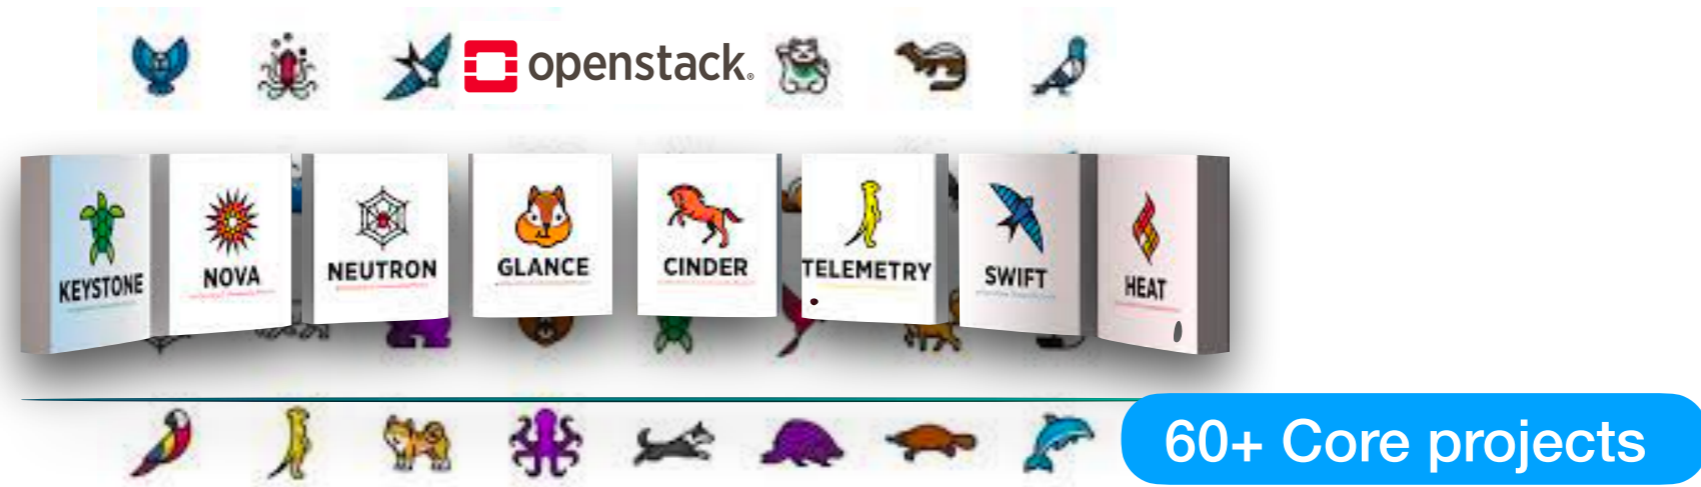 openstack.
KEYSTONE
NOVA
NEUTRON
GLANCE
CINDER
TELEMETRY
SWIFT
HEAT
60+ Core projects